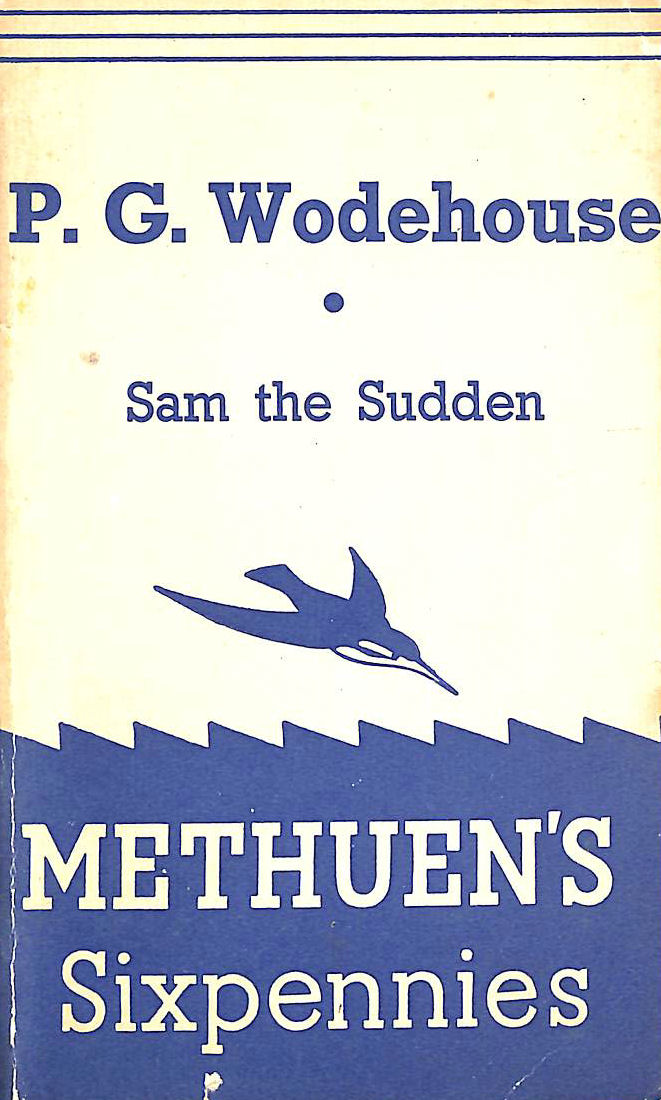 P. G. Wodehouse
Sam the Sudden
METHUEN'S
Sixpennies